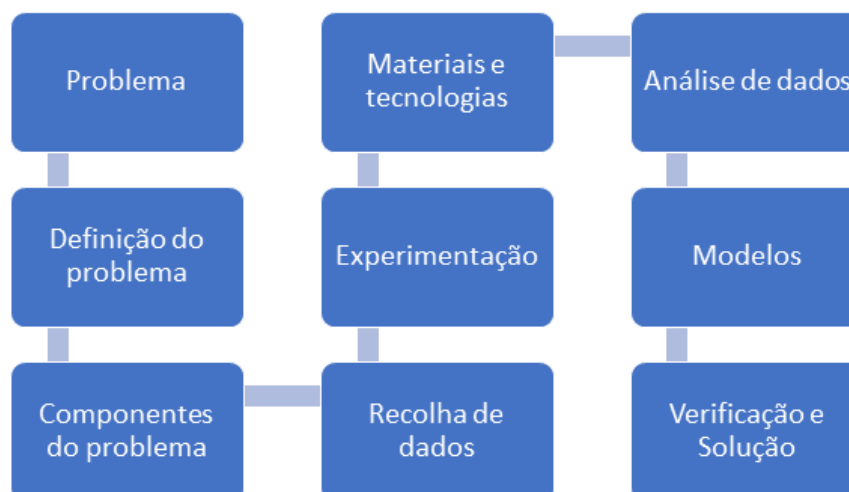 Problema
Definição do
problema
Componentes
do problema
Recolha de
dados
Experimentação
Materiais e
tecnologias
Análise de dados
Modelos
Verificação e
Solução